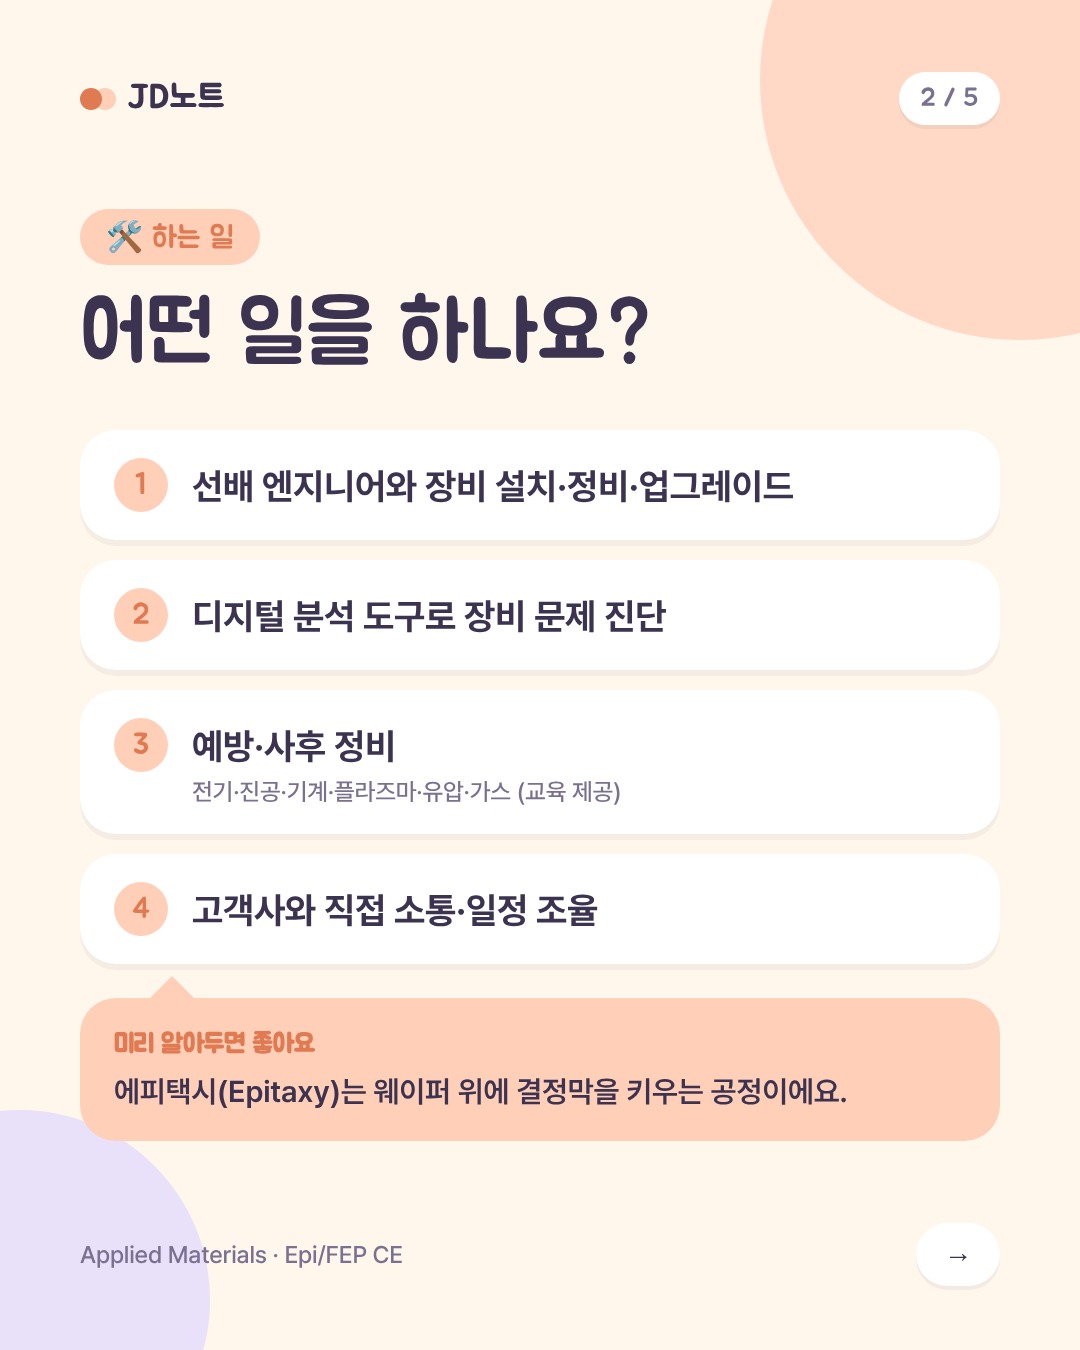 JD노트
2 / 5
🛠️ 하는 일
어떤 일을 하나요?
1 선배 엔지니어와 장비 설치·정비·업그레이드
2 디지털 분석 도구로 장비 문제 진단
3 예방·사후 정비
전기·진공·기계·플라즈마·유압·가스 (교육 제공)
4 고객사와 직접 소통·일정 조율
미리 알아두면 좋아요
에피택시(Epitaxy)는 웨이퍼 위에 결정막을 키우는 공정이에요.
Applied Materials · Epi/FEP CE
→